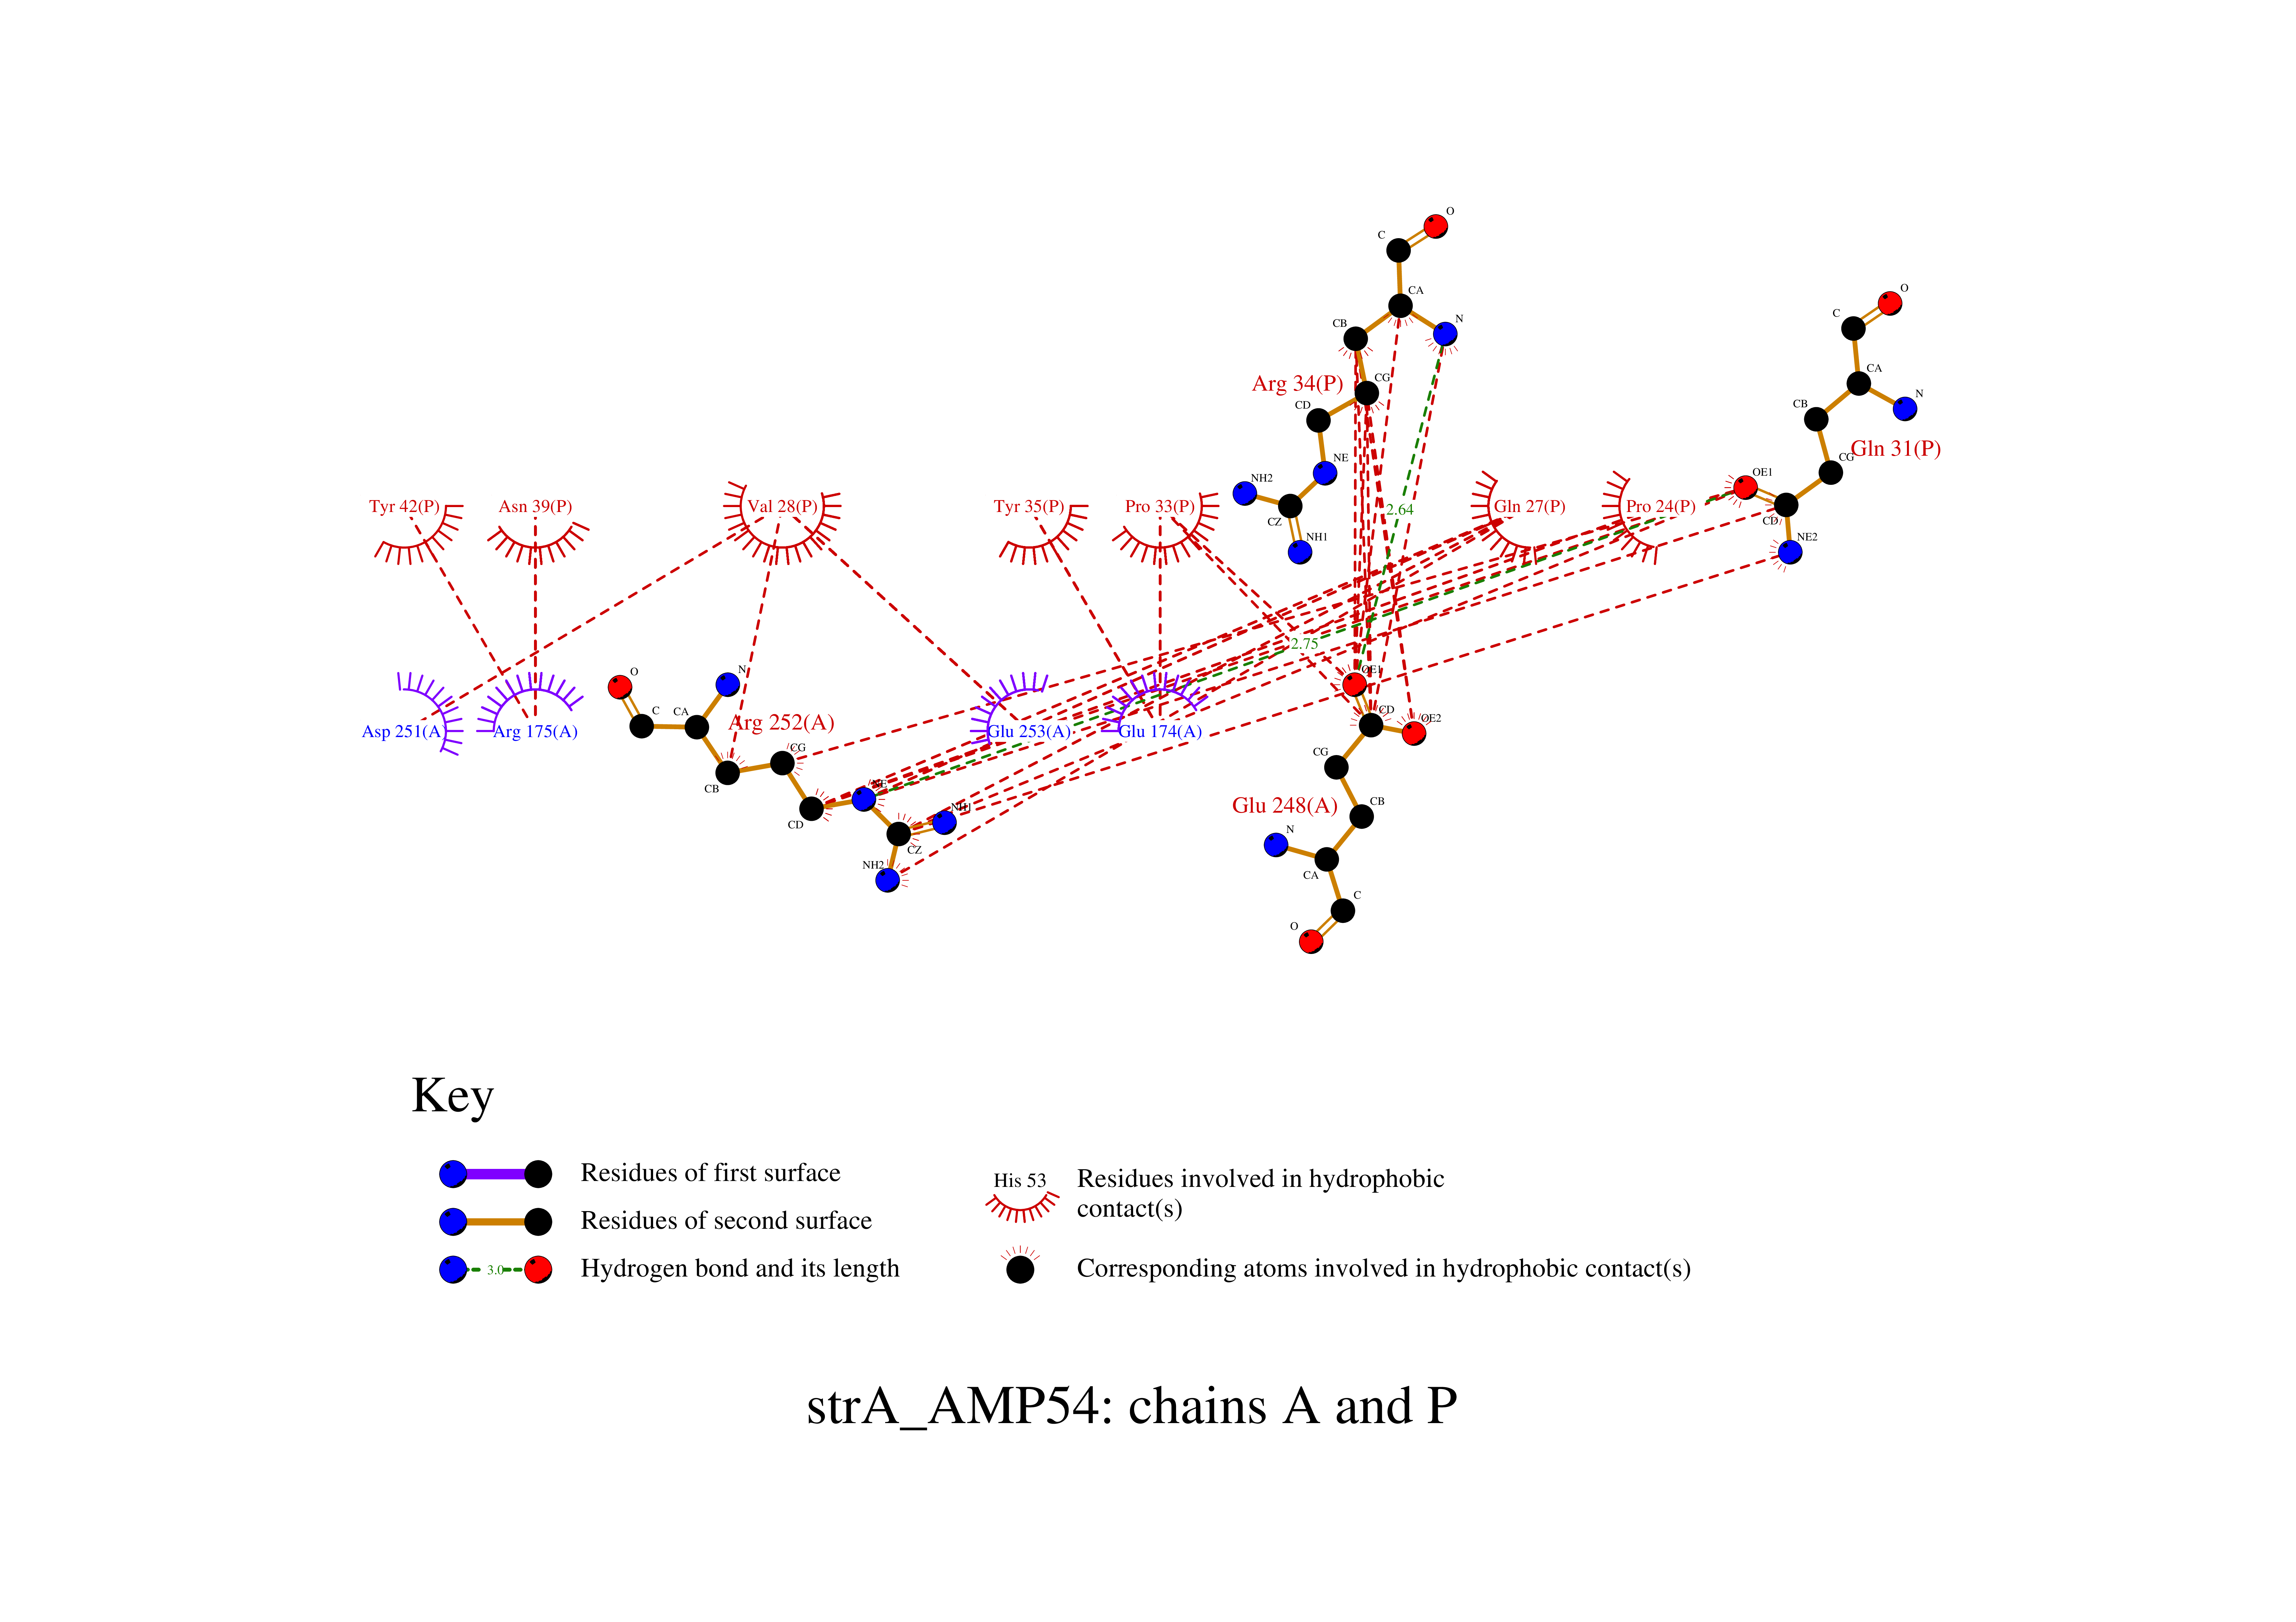 O
C
CA
CB
N
O
C
CG
Arg 34(P)
CA
CD
N
CB
Gln 31(P)
CG
NE
OE1
NH2
Tyr 42(P)
Asn 39(P)
Val 28(P)
Tyr 35(P)
Pro 33(P)
2.64
Gln 27(P)
Pro 24(P)
CZ
CD
NH1
NE2
2.75
O
N
OE1
C
CA
Arg 252(A)
CD
OE2
Asp 251(A)
Arg 175(A)
Glu 253(A)
Glu 174(A)
CG
CG
CB
NE
Glu 248(A)
CB
NH1
CD
N
CZ
NH2
CA
C
O
Key
Residues of first surface
Residues of second surface
3.0
Hydrogen bond and its length
His 53
Residues involved in hydrophobic
contact(s)
Corresponding atoms involved in hydrophobic contact(s)
strA_AMP54: chains A and P